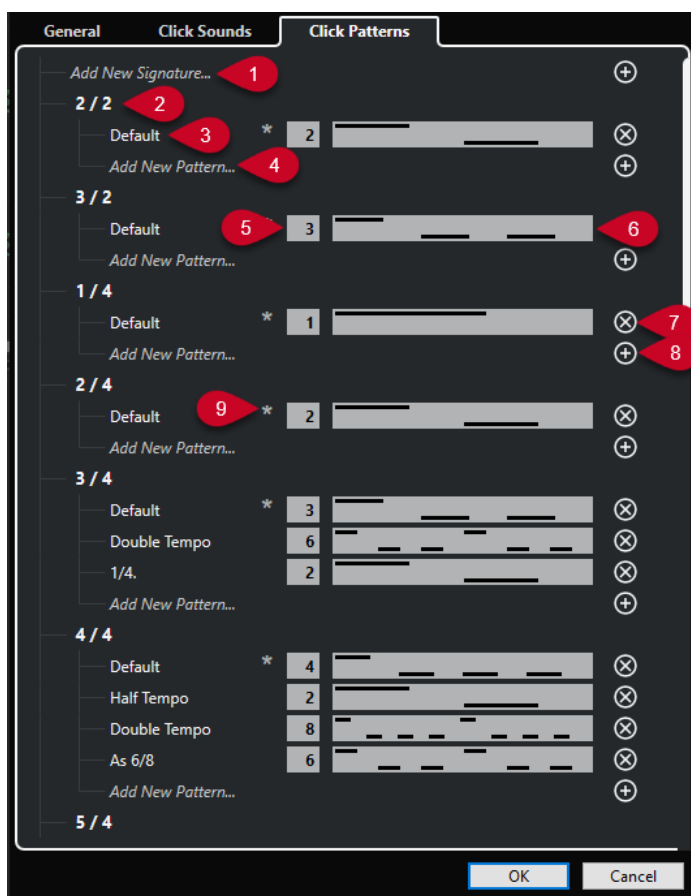 General Click Sounds Click Patterns
Add New Signature... 1
2 / 2 2
Default 3 * 2
Add New Pattern... 4
3 / 2
Default 5 3 6
Add New Pattern...
1 / 4
Default * 1 7
Add New Pattern... 8
2 / 4
Default 9 * 2
Add New Pattern...
3 / 4
Default * 3
Double Tempo 6
1/4. 2
Add New Pattern...
4 / 4
Default * 4
Half Tempo 2
Double Tempo 8
As 6/8 6
Add New Pattern...
5 / 4
OK Cancel